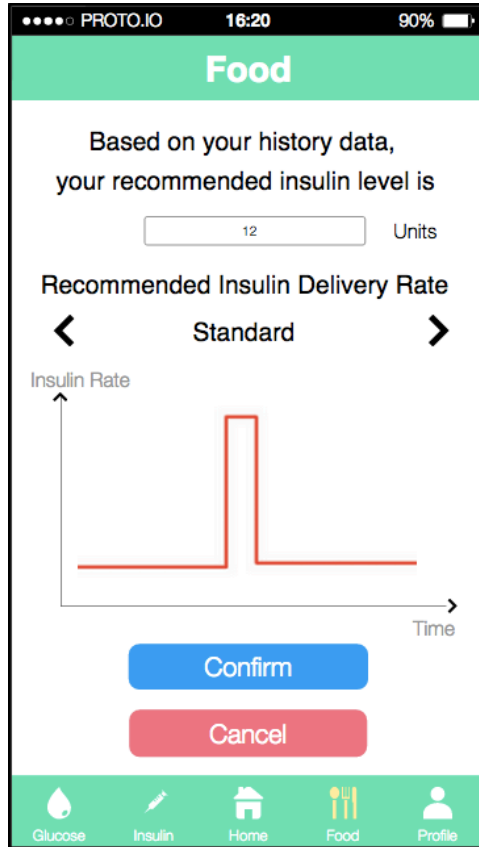 PROTO.IO 16:20 90%
Food
Based on your history data,
your recommended insulin level is
12 Units
Recommended Insulin Delivery Rate
Standard
Insulin Rate
Time
Confirm
Cancel
Glucose Insulin Home Food Profile